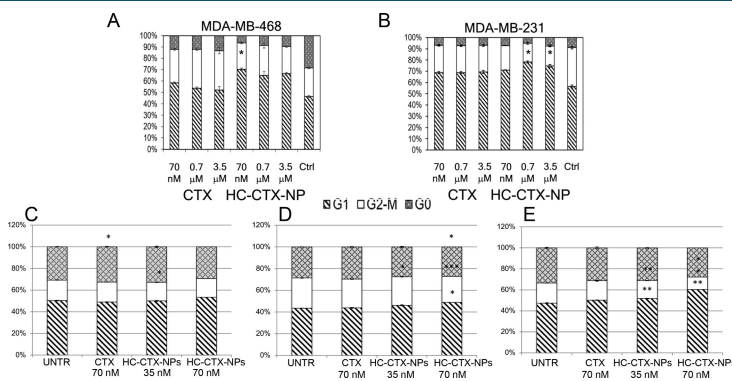 A
MDA-MB-468
100%
90%
80%
70%
60%
50%
40%
30%
20%
10%
0%
*
70 nM
0.7 µM
3.5 µM
70 nM
0.7 µM
3.5 µM
Ctrl
CTX HC-CTX-NP
B
MDA-MB-231
100%
90%
80%
70%
60%
50%
40%
30%
20%
10%
0%
* *
70 nM
0.7 µM
3.5 µM
70 nM
0.7 µM
3.5 µM
Ctrl
CTX HC-CTX-NP
G1 G2-M G0
C
120%
100%
80%
60%
40%
20%
0%
*
*
UNTR
CTX 70 nM
HC-CTX-NPs 35 nM
HC-CTX-NPs 70 nM
D
120%
100%
80%
60%
40%
20%
0%
*
* ***
*
UNTR
CTX 70 nM
HC-CTX-NPs 35 nM
HC-CTX-NPs 70 nM
E
120%
100%
80%
60%
40%
20%
0%
*
** *
** **
UNTR
CTX 70 nM
HC-CTX-NPs 35 nM
HC-CTX-NPs 70 nM